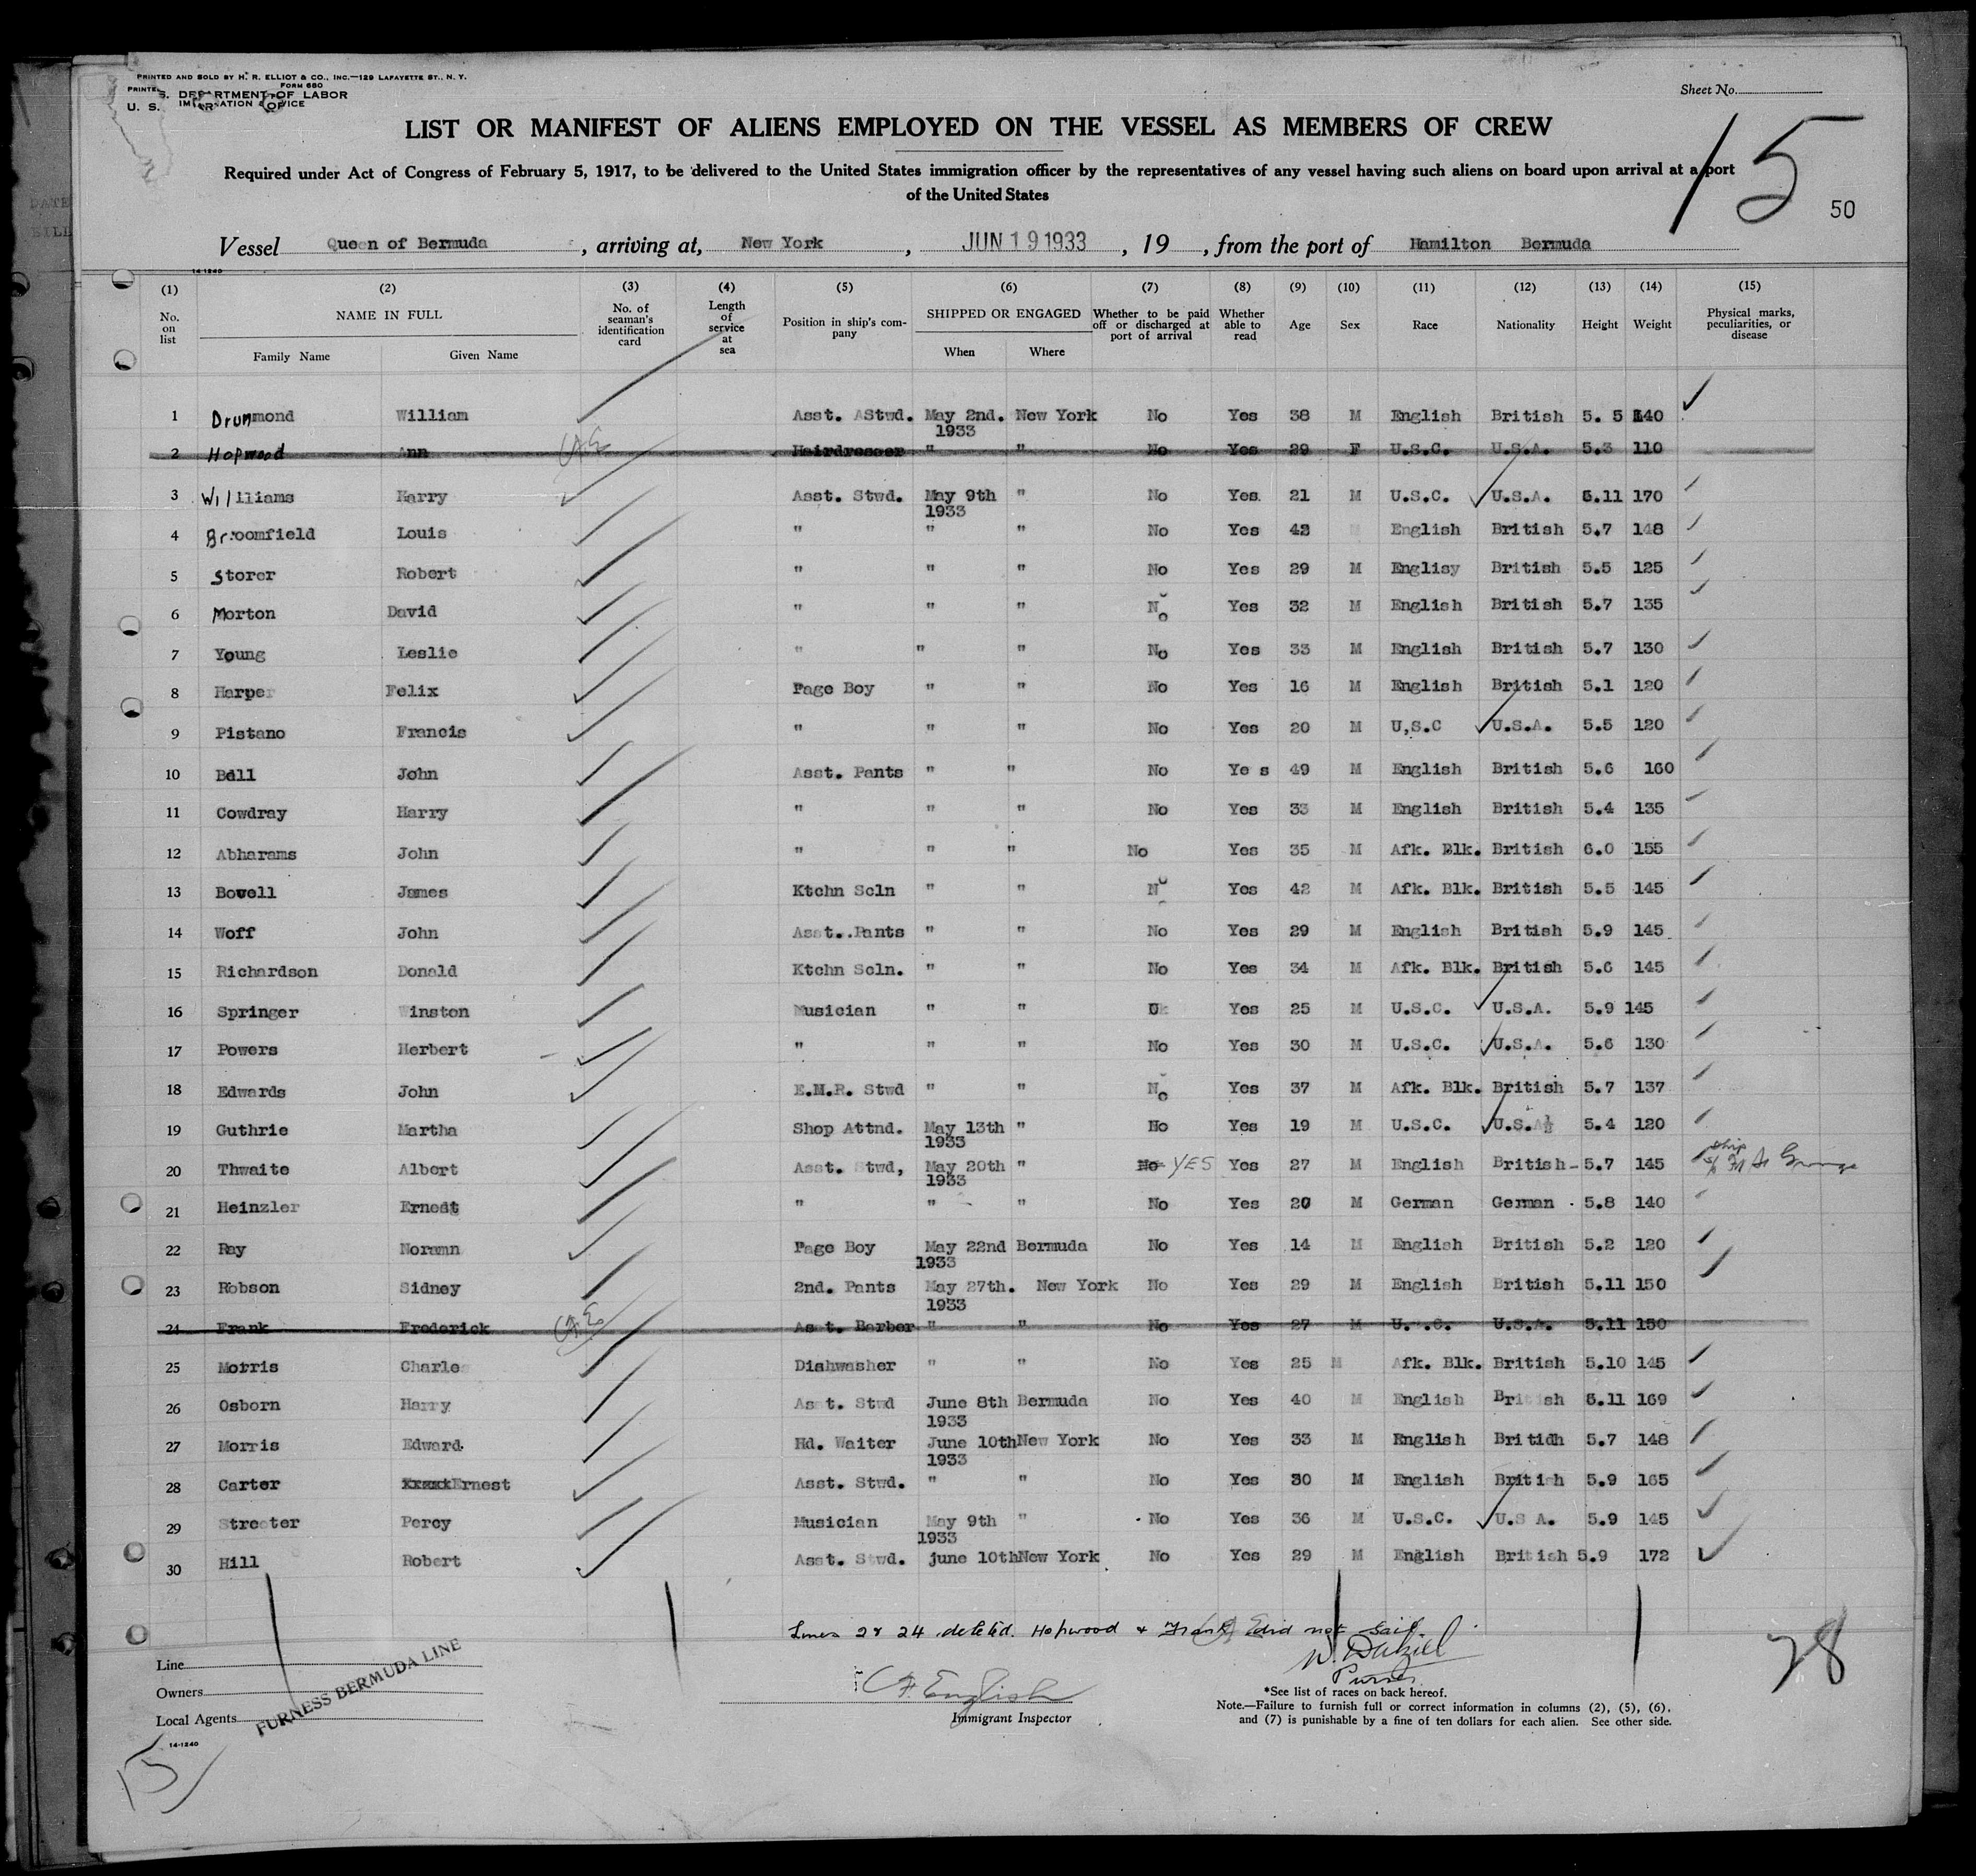 PRINTED AND SOLD BY H. R. ELLIOT & CO., INC.—129 LAFAYETTE ST., N. Y.
FORM 680
U. S. DEPARTMENT OF LABOR
Sheet No.
LIST OR MANIFEST OF ALIENS EMPLOYED ON THE VESSEL AS MEMBERS OF CREW
15
Required under Act of Congress of February 5, 1917, to be delivered to the United States immigration officer by the representatives of any vessel having such aliens on board upon arrival at a port
of the United States
50
Vessel Queen of Bermuda , arriving at, New York , JUN 19 1933 , 19 , from the port of Hamilton Bermuda
14-1240
(1) (2) (3) (4) (5) (6) (7) (8) (9) (10) (11) (12) (13) (14) (15)
No. on list NAME IN FULL Family Name Given Name No. of seaman's identification card Length of service at sea Position in ship's company SHIPPED OR ENGAGED When Where Whether to be paid off or discharged at port of arrival Whether able to read Age Sex Race Nationality Height Weight Physical marks, peculiarities, or disease
1 Drummond William Asst. AStwd. May 2nd. 1933 New York No Yes 38 M English British 5. 5 140
2 Hopwood Ann Hairdresser " " No Yes 29 F U.S.C. U.S.A. 5.3 110
3 Williams Harry Asst. Stwd. May 9th 1933 " No Yes. 21 M U.S.C. U.S.A. 5.11 170
4 Broomfield Louis " " " No Yes 43 M English British 5.7 148
5 Storer Robert " " " No Yes 29 M Englisy British 5.5 125
6 Morton David " " " No Yes 32 M English British 5.7 135
7 Young Leslie " " " No Yes 33 M English British 5.7 130
8 Harper Felix Page Boy " " No Yes 16 M English British 5.1 120
9 Pistano Francis " " " No Yes 20 M U,S.C U.S.A. 5.5 120
10 Bell John Asst. Pants " " No Ye s 49 M English British 5.6 160
11 Cowdray Harry " " " No Yes 33 M English British 5.4 135
12 Abharams John " " " No Yes 35 M Afk. Blk. British 6.0 155
13 Bovell James Ktchn Scln " " No Yes 42 M Afk. Blk. British 5.5 145
14 Woff John Asst..Pants " " No Yes 29 M English British 5.9 145
15 Richardson Donald Ktchn Scln. " " No Yes 34 M Afk. Blk. British 5.6 145
16 Springer Winston Musician " " Yes 25 M U.S.C. U.S.A. 5.9 145
17 Powers Herbert " " " No Yes 30 M U.S.C. U.S.A. 5.6 130
18 Edwards John E.M.R. Stwd " " No Yes 37 M Afk. Blk. British 5.7 137
19 Guthrie Martha Shop Attnd. May 13th 1933 " No Yes 19 M U.S.C. U.S.A 5.4 120
20 Thwaite Albert Asst. Stwd, May 20th 1933 " No YES Yes 27 M English British 5.7 145 ship
21 Heinzler Ernest " " " No Yes 20 M German German 5.8 140
22 Ray Noramn Page Boy May 22nd 1933 Bermuda No Yes 14 M English British 5.2 120
23 Robson Sidney 2nd. Pants May 27th. 1933 New York No Yes 29 M English British 5.11 150
24 Frank Frederick Asst. Barber " " No Yes 27 M U.S.C. U.S.A. 5.11 150
25 Morris Charles Dishwasher " " No Yes 25 M Afk. Blk. British 5.10 145
26 Osborn Harry Asst. Stwd June 8th 1933 Bermuda No Yes 40 M English British 5.11 169
27 Morris Edward. Hd. Waiter June 10th 1933 New York No Yes 33 M English Britidh 5.7 148
28 Carter Ernest Asst. Stwd. " " No Yes 30 M English British 5.9 165
29 Streeter Percy Musician May 9th 1933 " No Yes 36 M U.S.C. U.S A. 5.9 145
30 Hill Robert Asst. Stwd. june 10th New York No Yes 29 M English British 5.9 172
Lines 2 & 24 deleted. Hopwood & Frank did not sail.
78
Line
Owners
Local Agents
FURNESS BERMUDA LINE
English
Immigrant Inspector
W. Dalziel
Purser
*See list of races on back hereof.
Note.—Failure to furnish full or correct information in columns (2), (5), (6),
and (7) is punishable by a fine of ten dollars for each alien. See other side.
14-1240